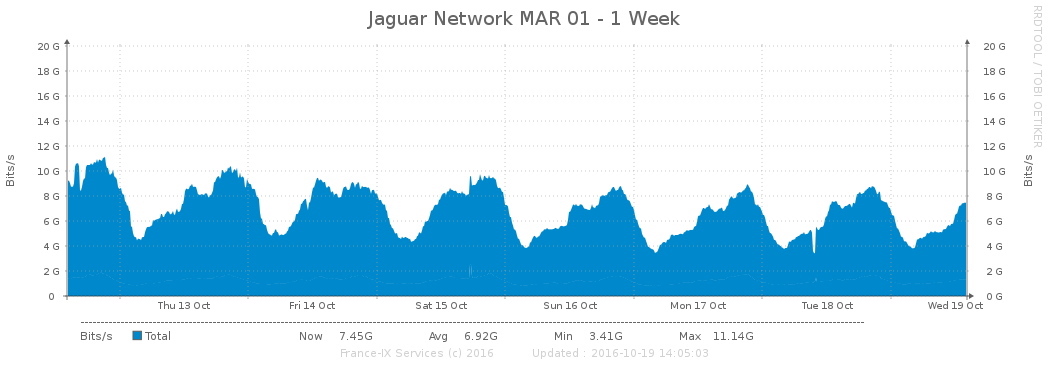 Jaguar Network MAR 01 - 1 Week
RRDTOOL / TOBI OETIKER
Bits/s
20 G 20 G
18 G 18 G
16 G 16 G
14 G 14 G
12 G 12 G
10 G 10 G
8 G 8 G
6 G 6 G
4 G 4 G
2 G 2 G
0 0 G
Bits/s
Thu 13 Oct Fri 14 Oct Sat 15 Oct Sun 16 Oct Mon 17 Oct Tue 18 Oct Wed 19 Oct
Bits/s Total Now 7.45G Avg 6.92G Min 3.41G Max 11.14G
France-IX Services (c) 2016 Updated : 2016-10-19 14:05:03